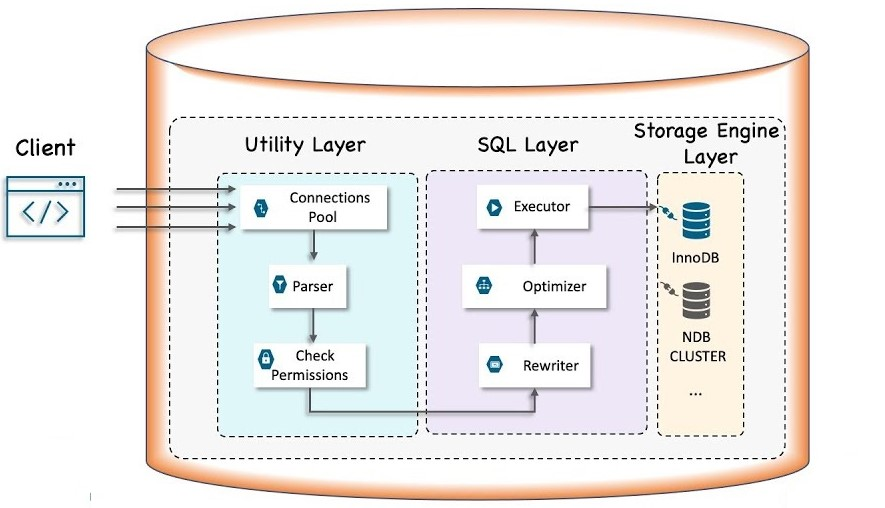 Client
</>
Utility Layer
Connections
Pool
Parser
Check
Permissions
SQL Layer
Executor
Optimizer
Rewriter
Storage Engine
Layer
InnoDB
NDB
CLUSTER
...